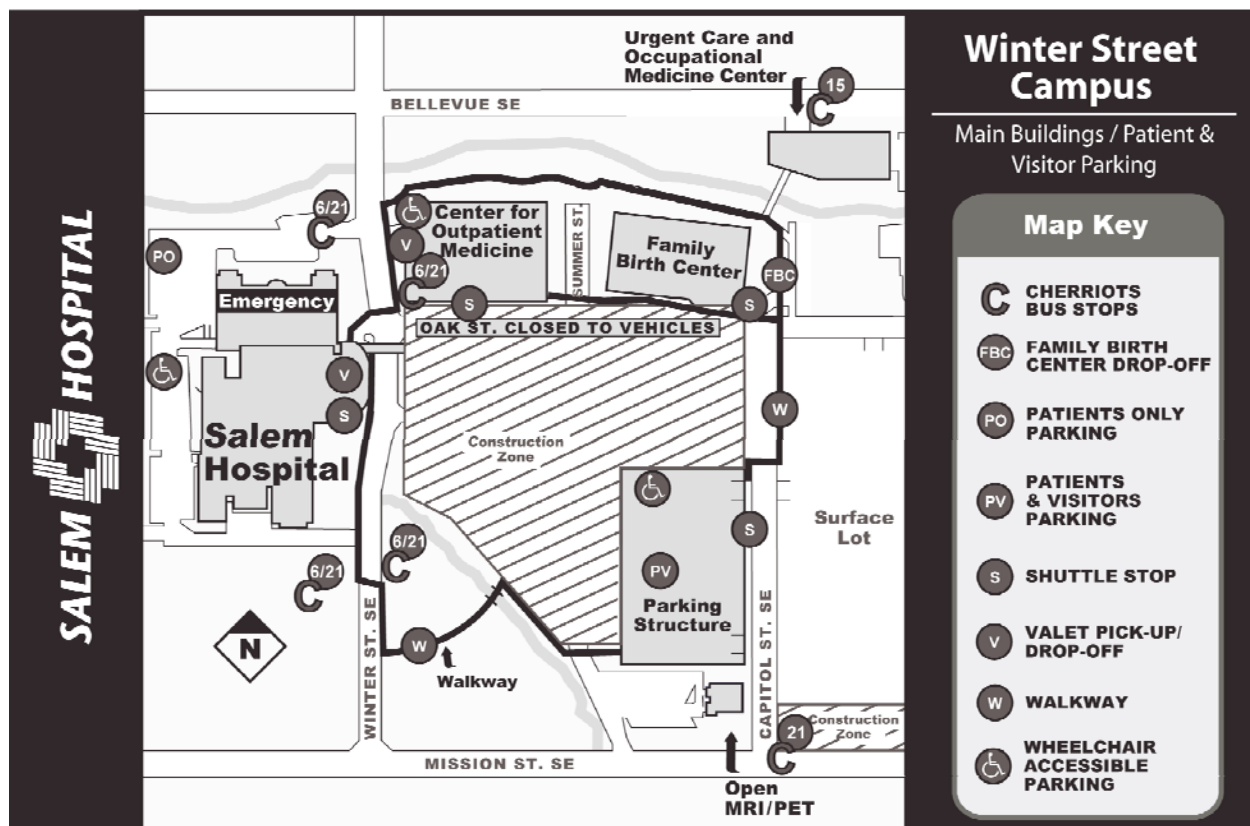 SALEM HOSPITAL
Urgent Care and
Occupational
Medicine Center
15
C
BELLEVUE SE
6/21
C
PO
Emergency
V
Salem
Hospital
S
Center for
Outpatient
Medicine
V
6/21
C
S
SUMMER ST.
Family
Birth Center
FBC
S
OAK ST. CLOSED TO VEHICLES
Construction
Zone
W
S
Surface
Lot
PV
Parking
Structure
6/21
C
6/21
C
N
WINTER ST. SE
W
Walkway
CAPITOL ST. SE
Construction
Zone
21
C
MISSION ST. SE
Open
MRI/PET
Winter Street
Campus
Main Buildings / Patient &
Visitor Parking
Map Key
C CHERRIOTS
BUS STOPS
FBC FAMILY BIRTH
CENTER DROP-OFF
PO PATIENTS ONLY
PARKING
PV PATIENTS
& VISITORS
PARKING
S SHUTTLE STOP
V VALET PICK-UP/
DROP-OFF
W WALKWAY
WHEELCHAIR
ACCESSIBLE
PARKING